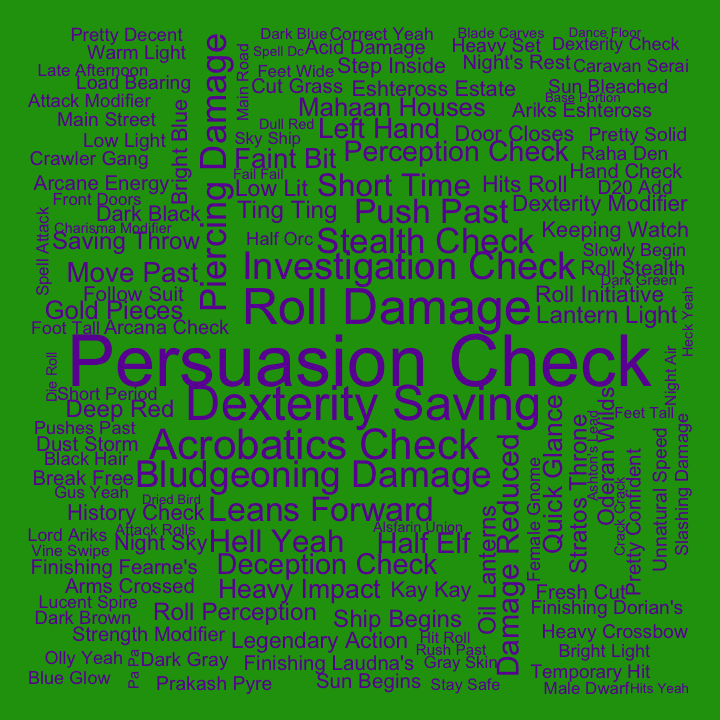 Pretty Decent
Dark Blue
Correct Yeah
Blade Carves
Dance Floor
Warm Light
Spell Dc
Acid Damage
Heavy Set
Dexterity Check
Late Afternoon
Feet Wide
Step Inside
Night's Rest
Caravan Serai
Load Bearing
Main Road
Cut Grass
Eshteross Estate
Sun Bleached
Attack Modifier
Piercing Damage
Mahaan Houses
Base Portion
Ariks Eshteross
Main Street
Bright Blue
Dull Red
Left Hand
Door Closes
Pretty Solid
Low Light
Sky Ship
Faint Bit
Perception Check
Raha Den
Crawler Gang
Fail Fail
Hand Check
Arcane Energy
Low Lit
Short Time
Hits Roll
D20 Add
Front Doors
Dark Black
Ting Ting
Push Past
Dexterity Modifier
Charisma Modifier
Saving Throw
Half Orc
Stealth Check
Keeping Watch
Spell Attack
Slowly Begin
Move Past
Investigation Check
Roll Stealth
Dark Green
Follow Suit
Gold Pieces
Roll Damage
Roll Initiative
Lantern Light
Heck Yeah
Foot Tall
Arcana Check
Persuasion Check
Die Roll
Short Period
Deep Red
Dexterity Saving
Night Air
Pushes Past
Quick Glance
Stratos Throne
Ashton's Lead
Oderan Wilds
Feet Tall
Dust Storm
Acrobatics Check
Black Hair
Break Free
Bludgeoning Damage
Damage Reduced
Female Gnome
Crack Crack
Pretty Confident
Unnatural Speed
Slashing Damage
Gus Yeah
Dried Bird
History Check
Leans Forward
Attack Rolls
Alsfarin Union
Lord Ariks
Night Sky
Hell Yeah
Half Elf
Oil Lanterns
Vine Swipe
Finishing Fearne's
Deception Check
Arms Crossed
Heavy Impact
Kay Kay
Fresh Cut
Lucent Spire
Roll Perception
Ship Begins
Finishing Dorian's
Dark Brown
Strength Modifier
Legendary Action
Hit Roll
Heavy Crossbow
Rush Past
Bright Light
Olly Yeah
Pa Pa
Dark Gray
Finishing Laudna's
Gray Skin
Temporary Hit
Blue Glow
Prakash Pyre
Sun Begins
Stay Safe
Male Dwarf
Hits Yeah